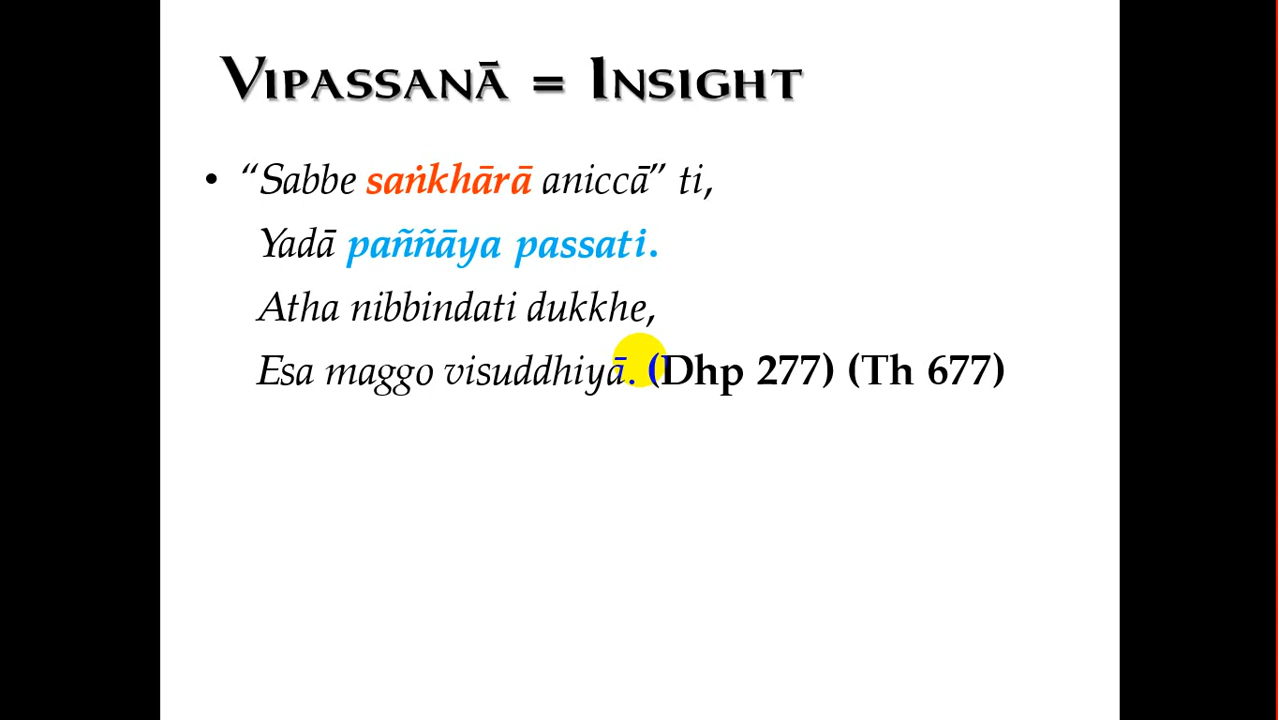 Vipassanā = Insight
• “Sabbe saṅkhārā aniccā” ti,
Yadā paññāya passati.
Atha nibbindati dukkhe,
Esa maggo visuddhiyā. (Dhp 277) (Th 677)